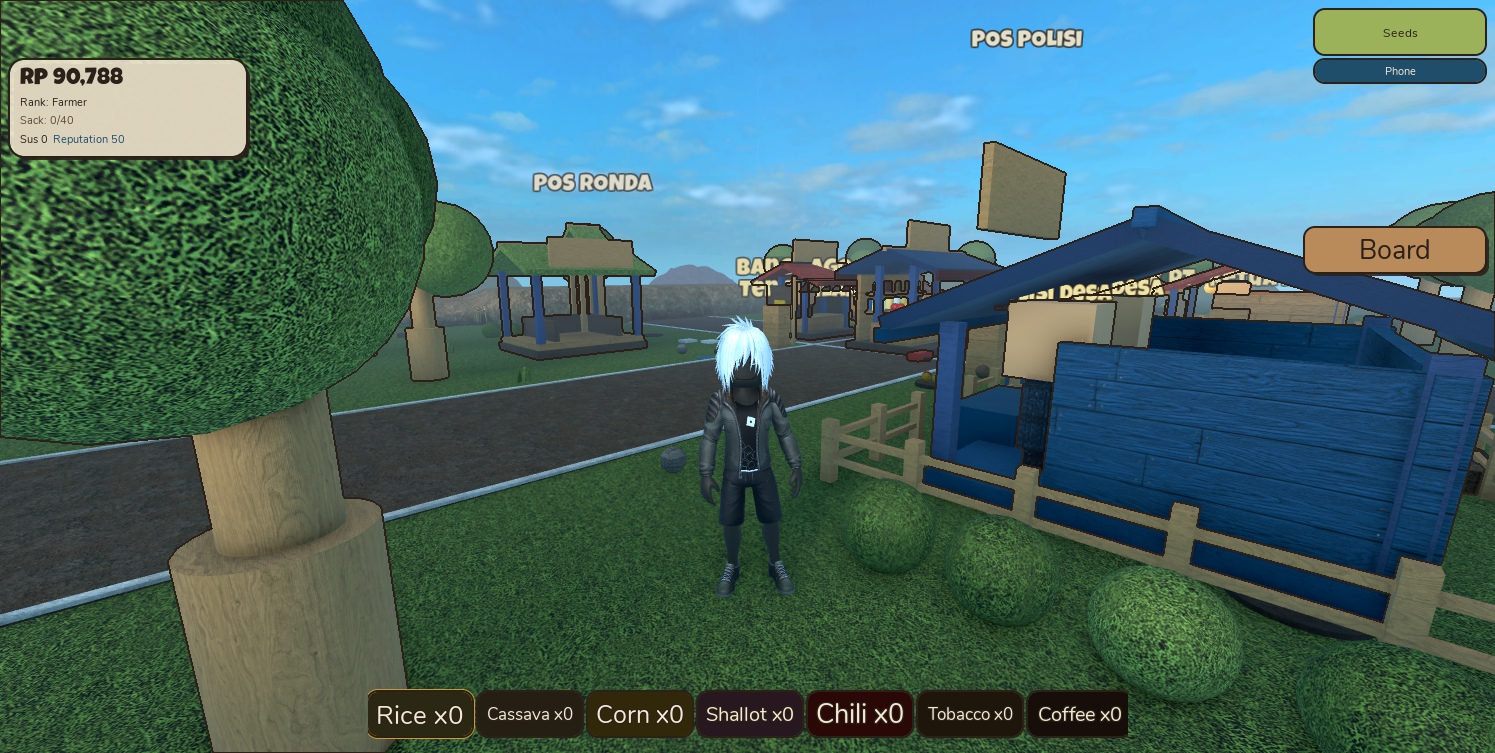 POS POLISI
Seeds
Phone
RP 90,788
Rank: Farmer
Sack: 0/40
Sus 0 Reputation 50
POS RONDA
Board
DESA
Rice x0
Cassava x0
Corn x0
Shallot x0
Chili x0
Tobacco x0
Coffee x0